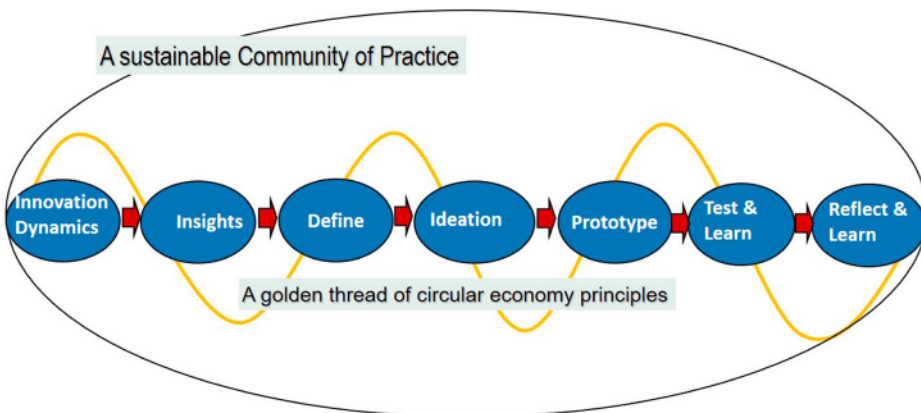 A sustainable Community of Practice
Innovation
Dynamics
Insights
Define
Ideation
Prototype
Test &
Learn
Reflect &
Learn
A golden thread of circular economy principles